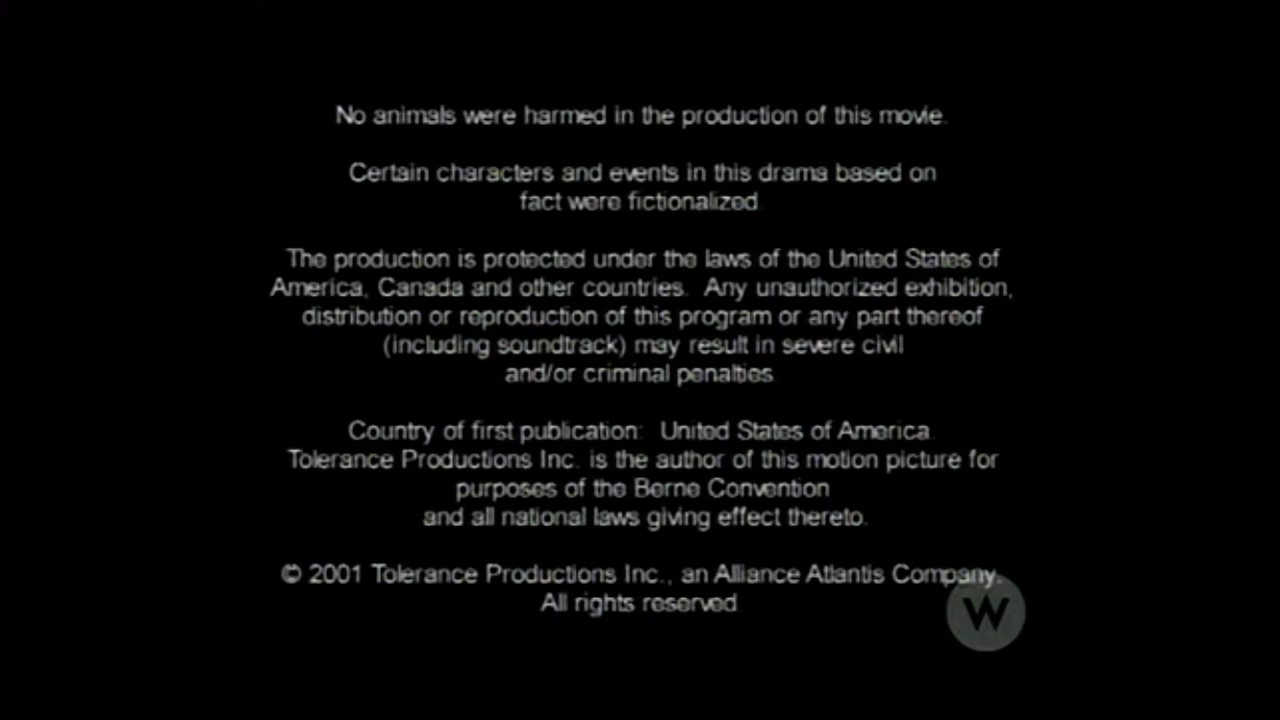 No animals were harmed in the production of this movie.
Certain characters and events in this drama based on
fact were fictionalized.
The production is protected under the laws of the United States of
America, Canada and other countries. Any unauthorized exhibition,
distribution or reproduction of this program or any part thereof
(including soundtrack) may result in severe civil
and/or criminal penalties.
Country of first publication: United States of America.
Tolerance Productions Inc. is the author of this motion picture for
purposes of the Berne Convention
and all national laws giving effect thereto.
© 2001 Tolerance Productions Inc., an Alliance Atlantis Company.
All rights reserved
W